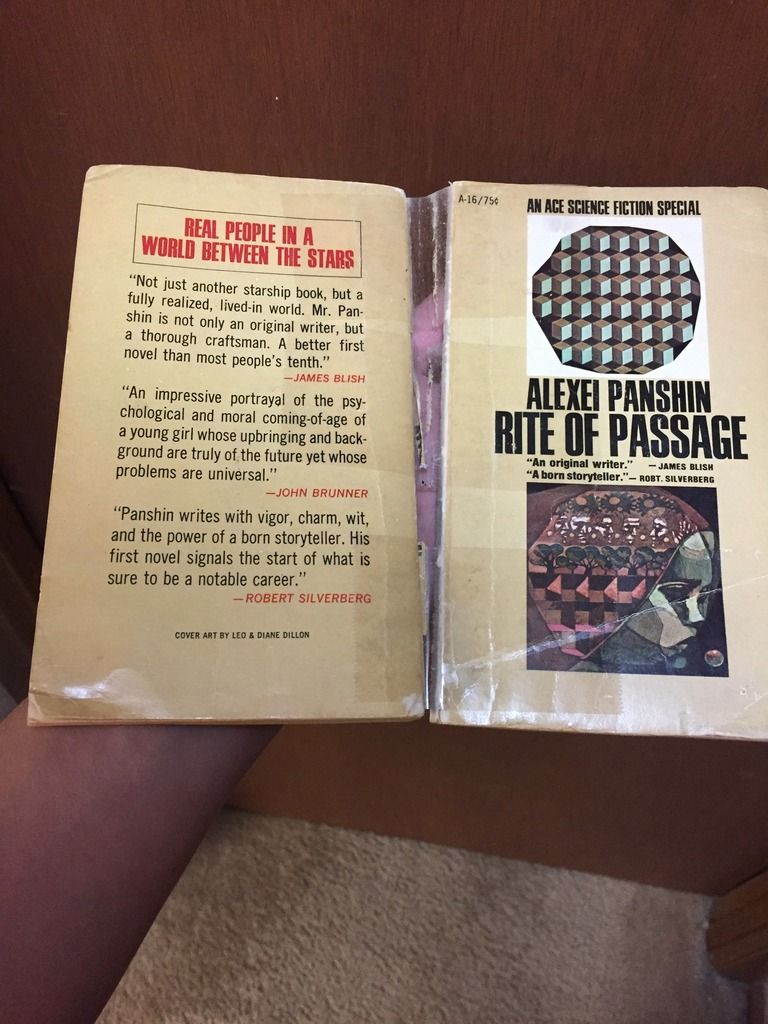 REAL PEOPLE IN A
WORLD BETWEEN THE STARS
“Not just another starship book, but a
fully realized, lived-in world. Mr. Pan-
shin is not only an original writer, but
a thorough craftsman. A better first
novel than most people’s tenth.”
—JAMES BLISH
“An impressive portrayal of the psy-
chological and moral coming-of-age of
a young girl whose upbringing and back-
ground are truly of the future yet whose
problems are universal.”
—JOHN BRUNNER
“Panshin writes with vigor, charm, wit,
and the power of a born storyteller. His
first novel signals the start of what is
sure to be a notable career.”
—ROBERT SILVERBERG
COVER ART BY LEO & DIANE DILLON
A-16/75¢
AN ACE SCIENCE FICTION SPECIAL
ALEXEI PANSHIN
RITE OF PASSAGE
“An original writer.” —JAMES BLISH
“A born storyteller.”—ROBT. SILVERBERG